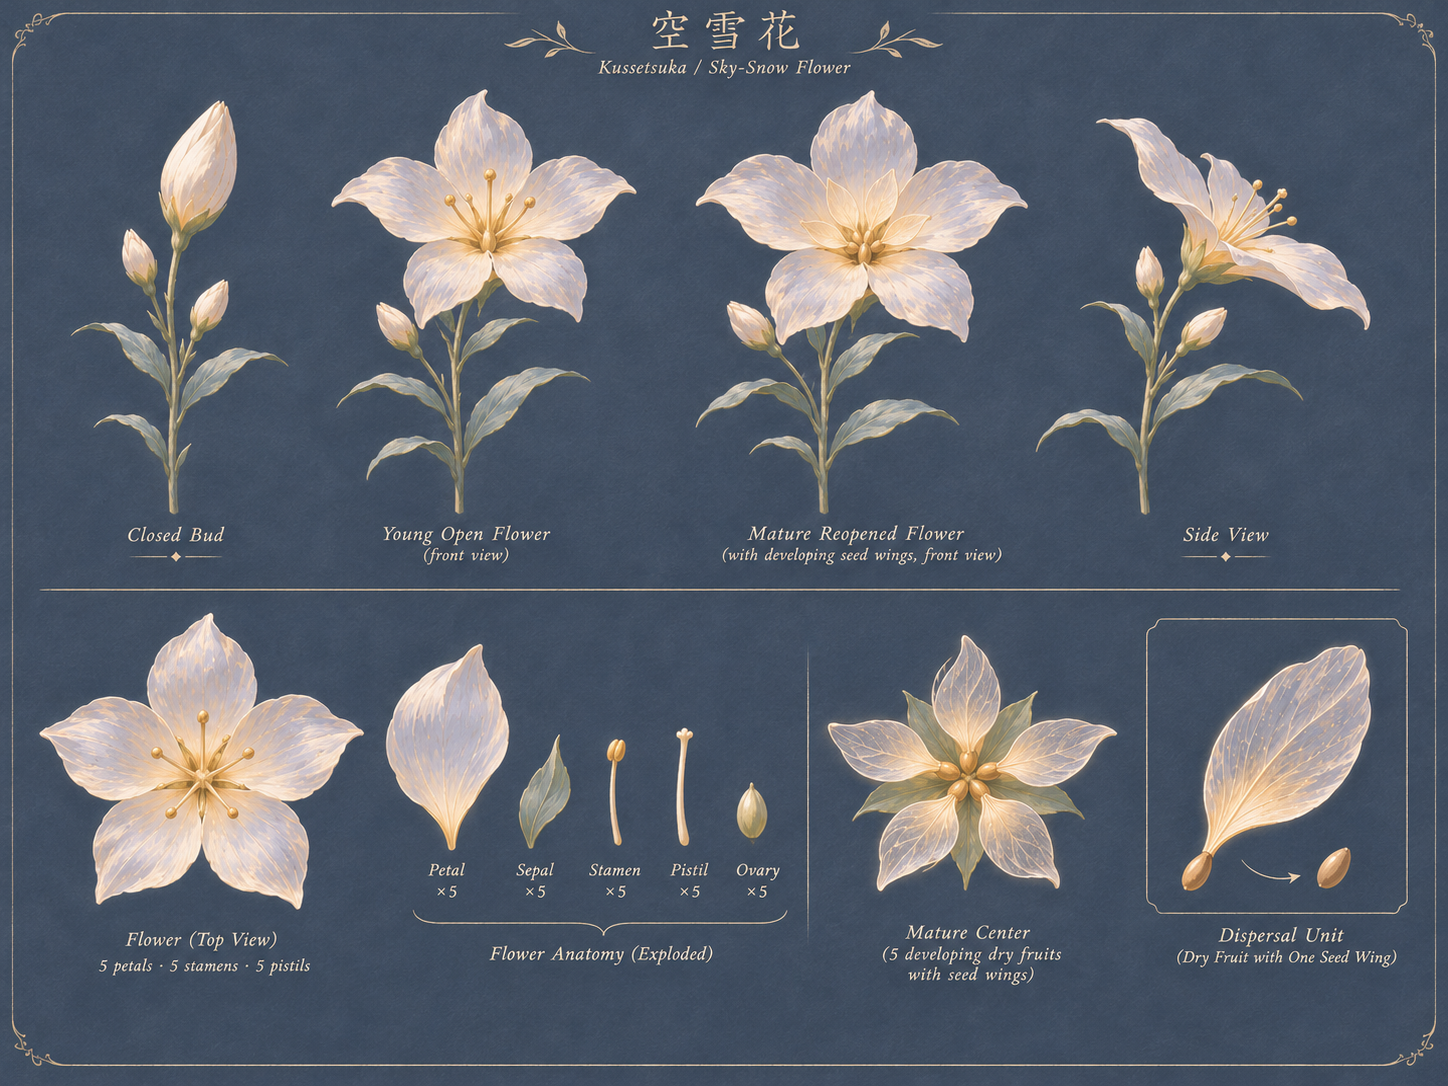 空雪花
Kussetsuka / Sky-Snow Flower
Closed Bud
Young Open Flower
(front view)
Mature Reopened Flower
(with developing seed wings, front view)
Side View
Flower (Top View)
5 petals · 5 stamens · 5 pistils
Petal
×5
Sepal
×5
Stamen
×5
Pistil
×5
Ovary
×5
Flower Anatomy (Exploded)
Mature Center
(5 developing dry fruits
with seed wings)
Dispersal Unit
(Dry Fruit with One Seed Wing)